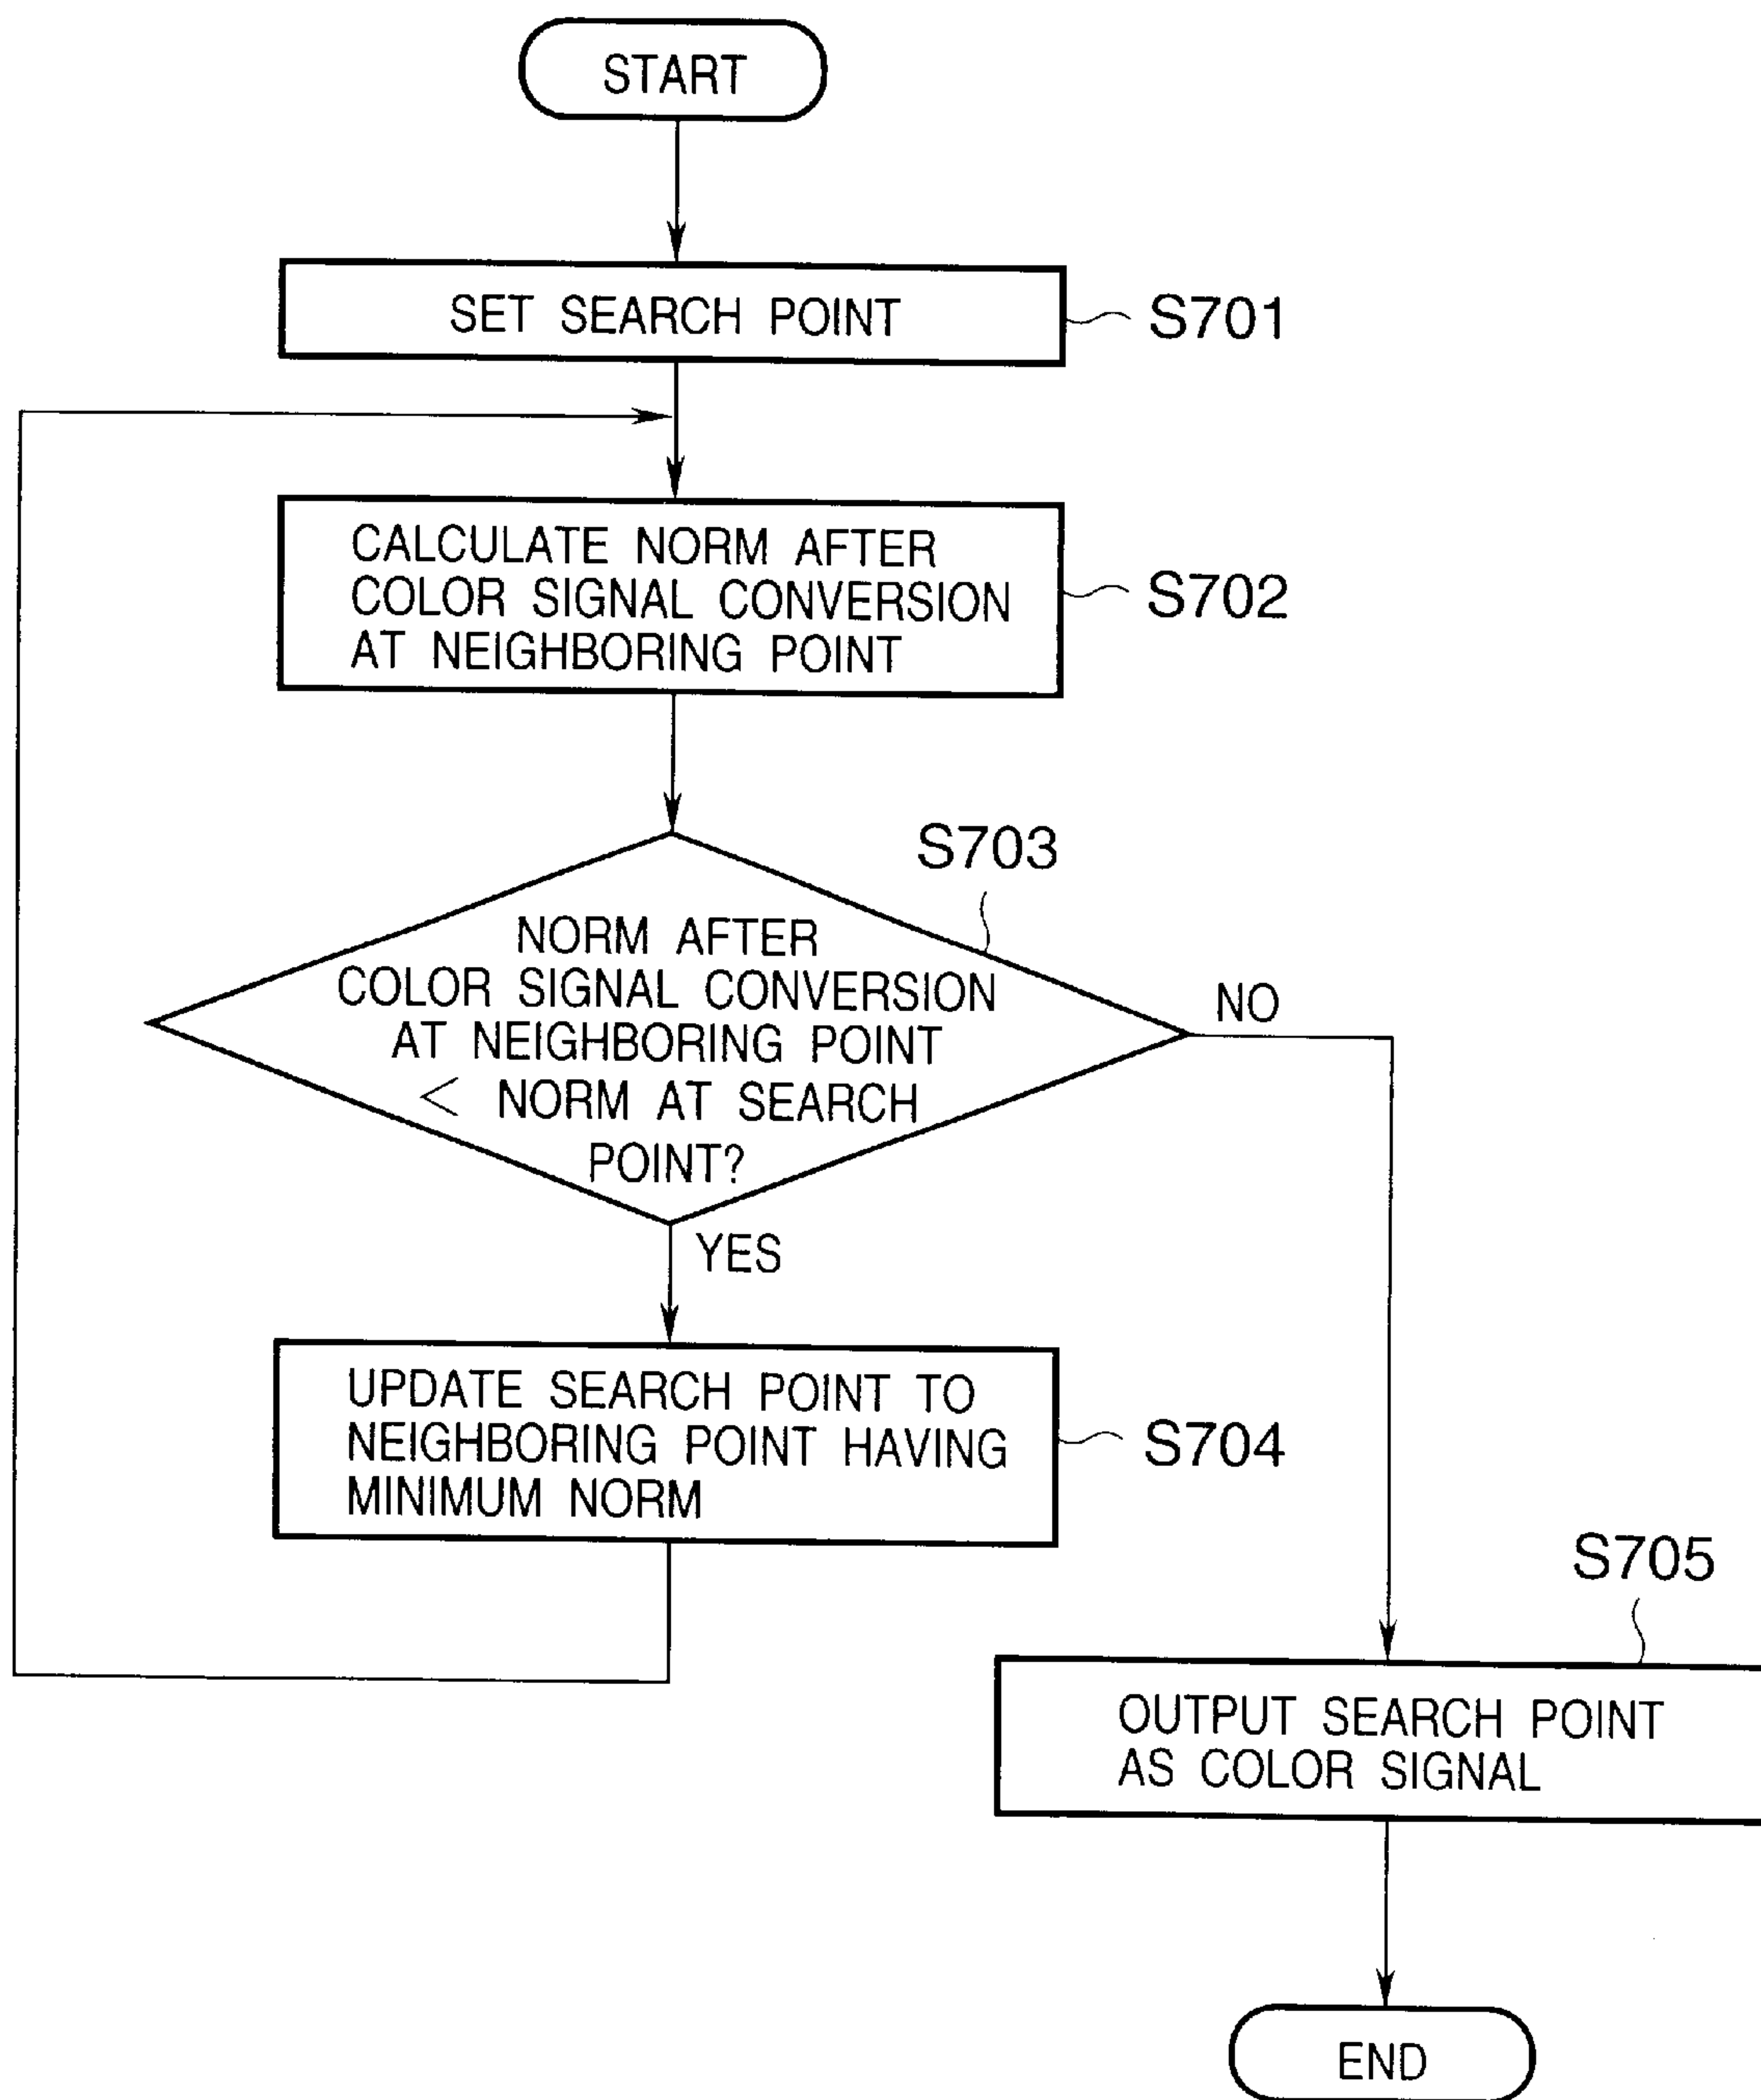 START
SET SEARCH POINT
S701
CALCULATE NORM AFTER
COLOR SIGNAL CONVERSION
AT NEIGHBORING POINT
S702
S703
NORM AFTER
COLOR SIGNAL CONVERSION
AT NEIGHBORING POINT
< NORM AT SEARCH
POINT?
NO
YES
UPDATE SEARCH POINT TO
NEIGHBORING POINT HAVING
MINIMUM NORM
S704
S705
OUTPUT SEARCH POINT
AS COLOR SIGNAL
END